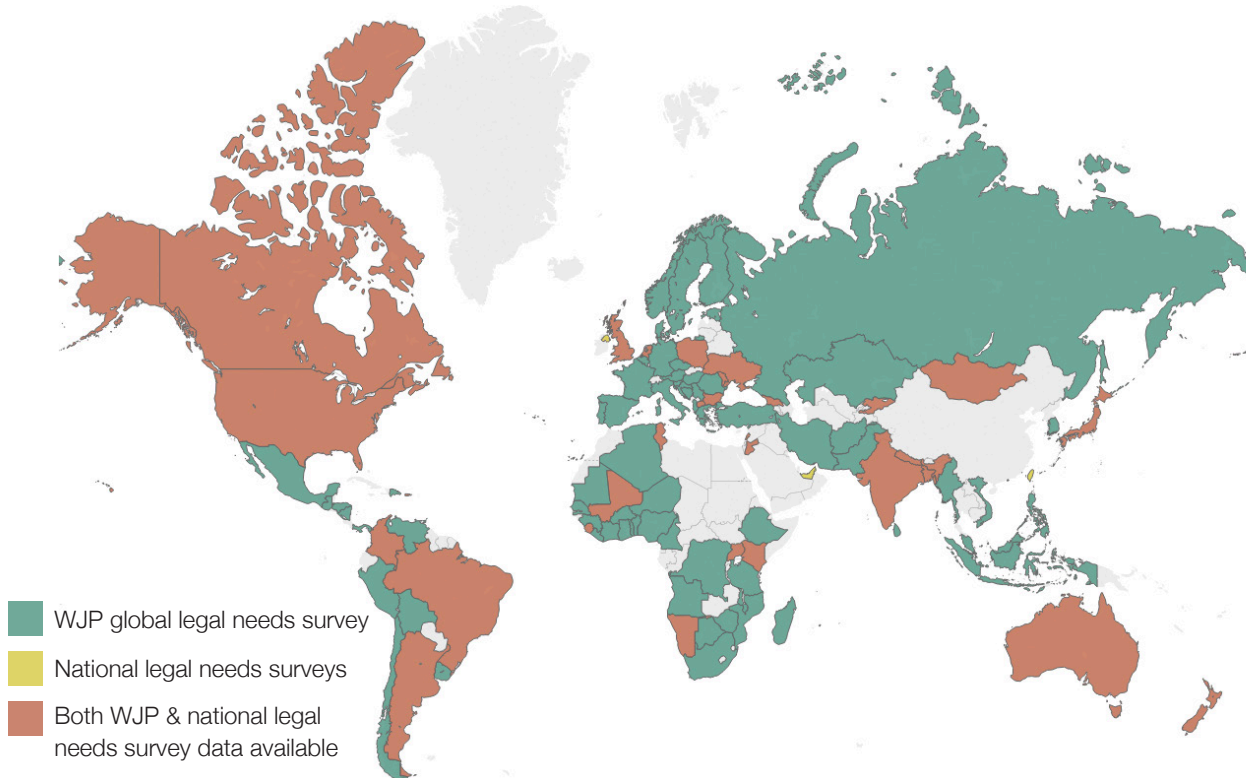 WJP global legal needs survey
National legal needs surveys
Both WJP & national legal
needs survey data available